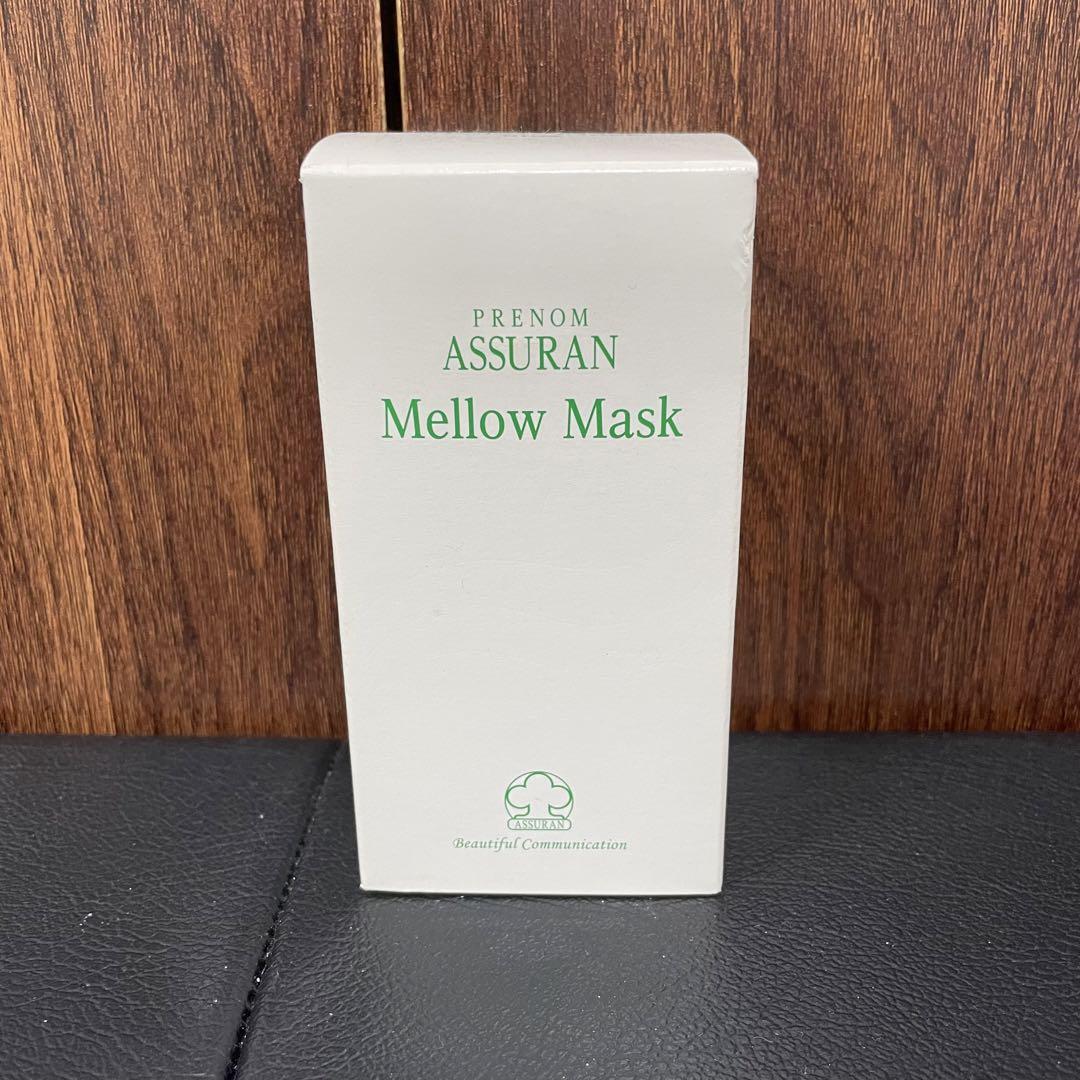 PRENOM
ASSURAN
Mellow Mask
ASSURAN
Beautiful Communication